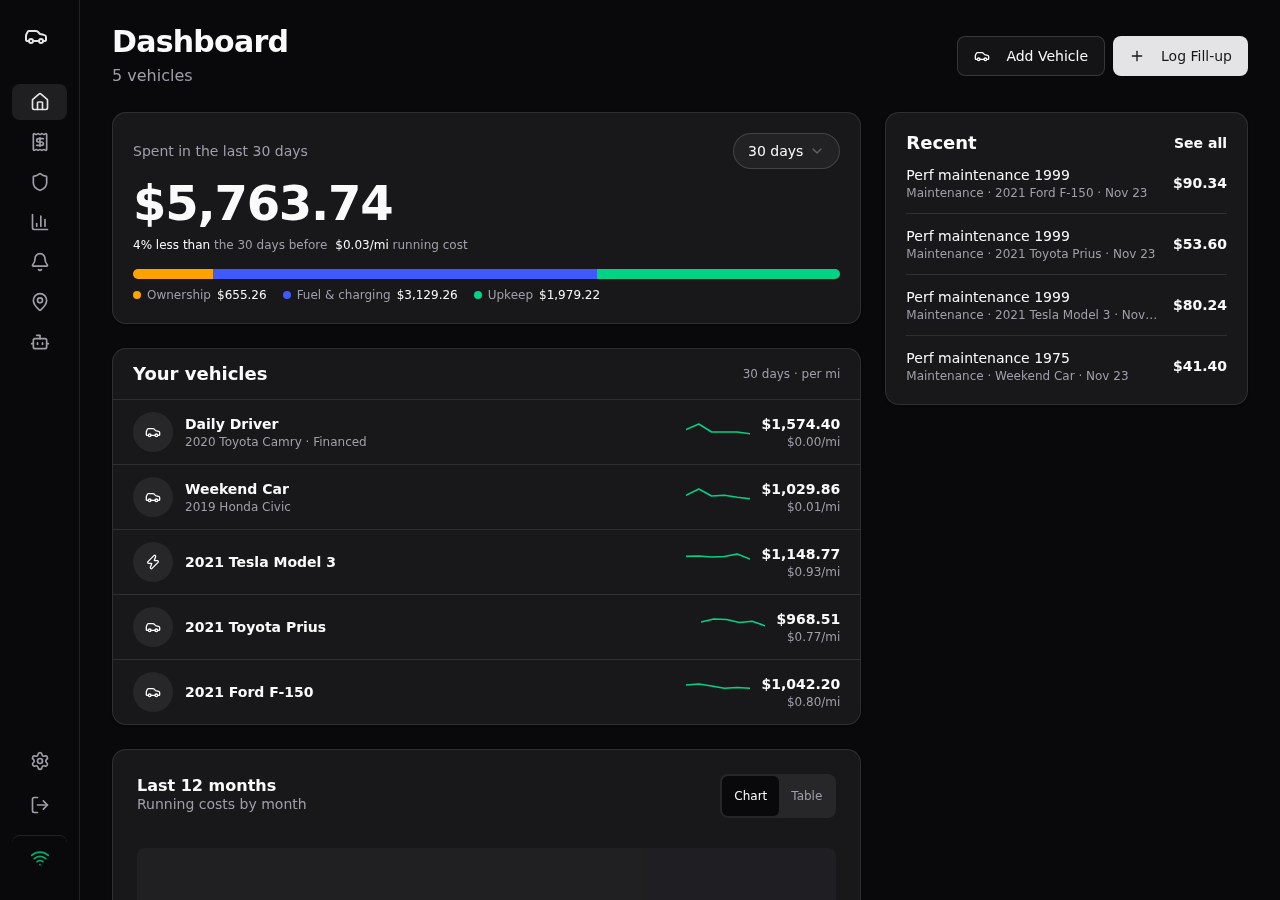 Dashboard
5 vehicles
Add Vehicle
Log Fill-up
Spent in the last 30 days
30 days
$5,763.74
4% less than the 30 days before $0.03/mi running cost
Ownership $655.26 Fuel & charging $3,129.26 Upkeep $1,979.22
Your vehicles
30 days · per mi
Daily Driver
2020 Toyota Camry · Financed
$1,574.40
$0.00/mi
Weekend Car
2019 Honda Civic
$1,029.86
$0.01/mi
2021 Tesla Model 3
$1,148.77
$0.93/mi
2021 Toyota Prius
$968.51
$0.77/mi
2021 Ford F-150
$1,042.20
$0.80/mi
Last 12 months
Running costs by month
Chart
Table
Recent
See all
Perf maintenance 1999
Maintenance · 2021 Ford F-150 · Nov 23
$90.34
Perf maintenance 1999
Maintenance · 2021 Toyota Prius · Nov 23
$53.60
Perf maintenance 1999
Maintenance · 2021 Tesla Model 3 · Nov...
$80.24
Perf maintenance 1975
Maintenance · Weekend Car · Nov 23
$41.40